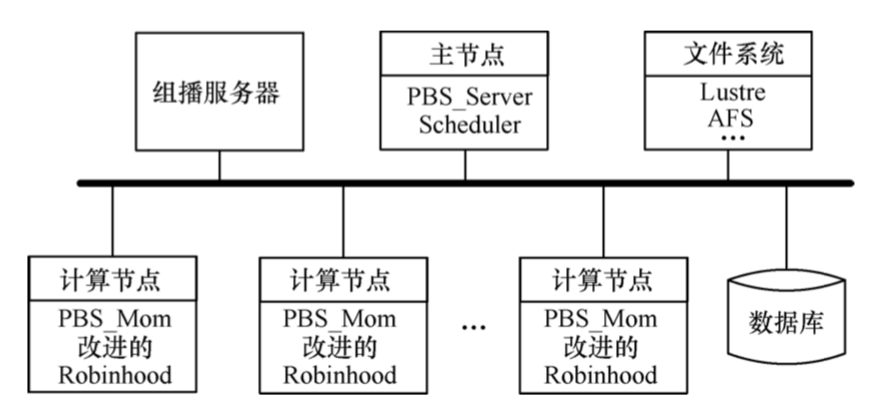 组播服务器
主节点
PBS_Server
Scheduler
文件系统
Lustre
AFS
...
计算节点
PBS_Mom
改进的
Robinhood
计算节点
PBS_Mom
改进的
Robinhood
...
计算节点
PBS_Mom
改进的
Robinhood
数据库